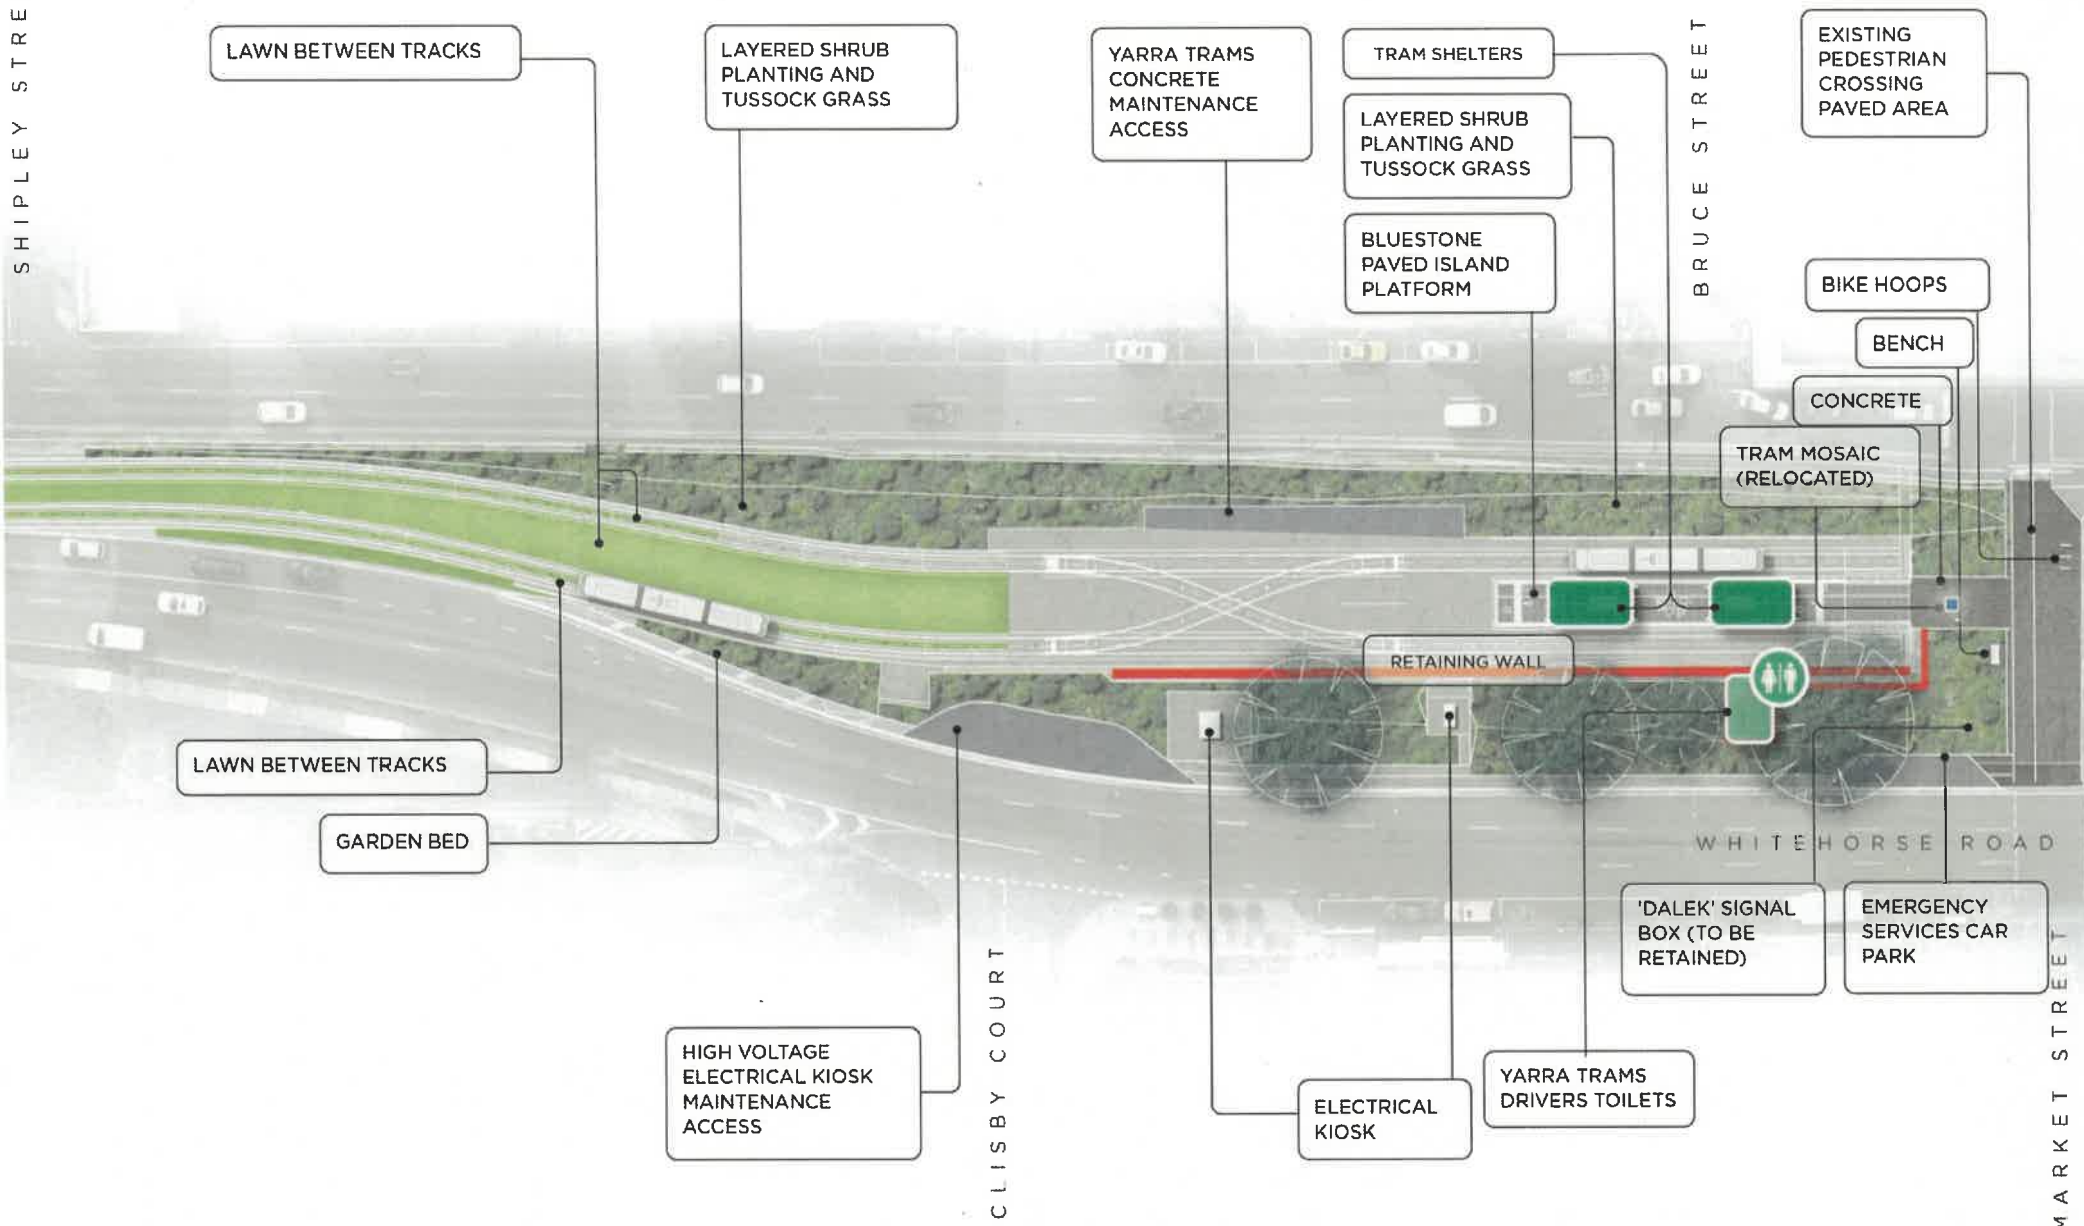 SHIPLEY STRE
LAWN BETWEEN TRACKS
LAYERED SHRUB
PLANTING AND
TUSSOCK GRASS
YARRA TRAMS
CONCRETE
MAINTENANCE
ACCESS
TRAM SHELTERS
LAYERED SHRUB
PLANTING AND
TUSSOCK GRASS
BLUESTONE
PAVED ISLAND
PLATFORM
BRUCE STREET
EXISTING
PEDESTRIAN
CROSSING
PAVED AREA
BIKE HOOPS
BENCH
CONCRETE
TRAM MOSAIC
(RELOCATED)
RETAINING WALL
LAWN BETWEEN TRACKS
GARDEN BED
WHITEHORSE ROAD
'DALEK' SIGNAL
BOX (TO BE
RETAINED)
EMERGENCY
SERVICES CAR
PARK
HIGH VOLTAGE
ELECTRICAL KIOSK
MAINTENANCE
ACCESS
CLISBY COURT
ELECTRICAL
KIOSK
YARRA TRAMS
DRIVERS TOILETS
MARKET STREET